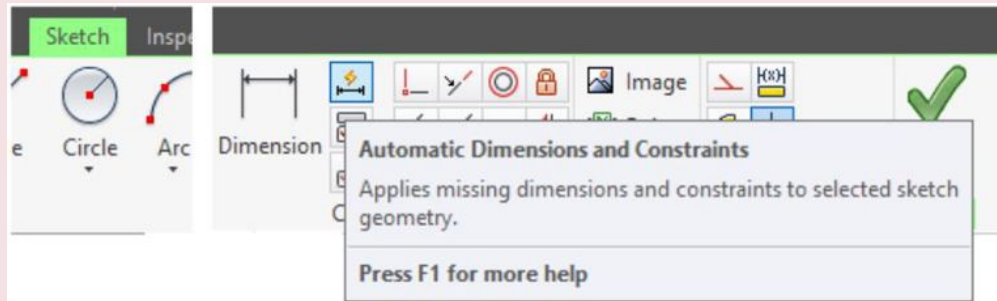 Sketch Inspe
e Circle Arc
Dimension
Image
Automatic Dimensions and Constraints
Applies missing dimensions and constraints to selected sketch
geometry.
Press F1 for more help